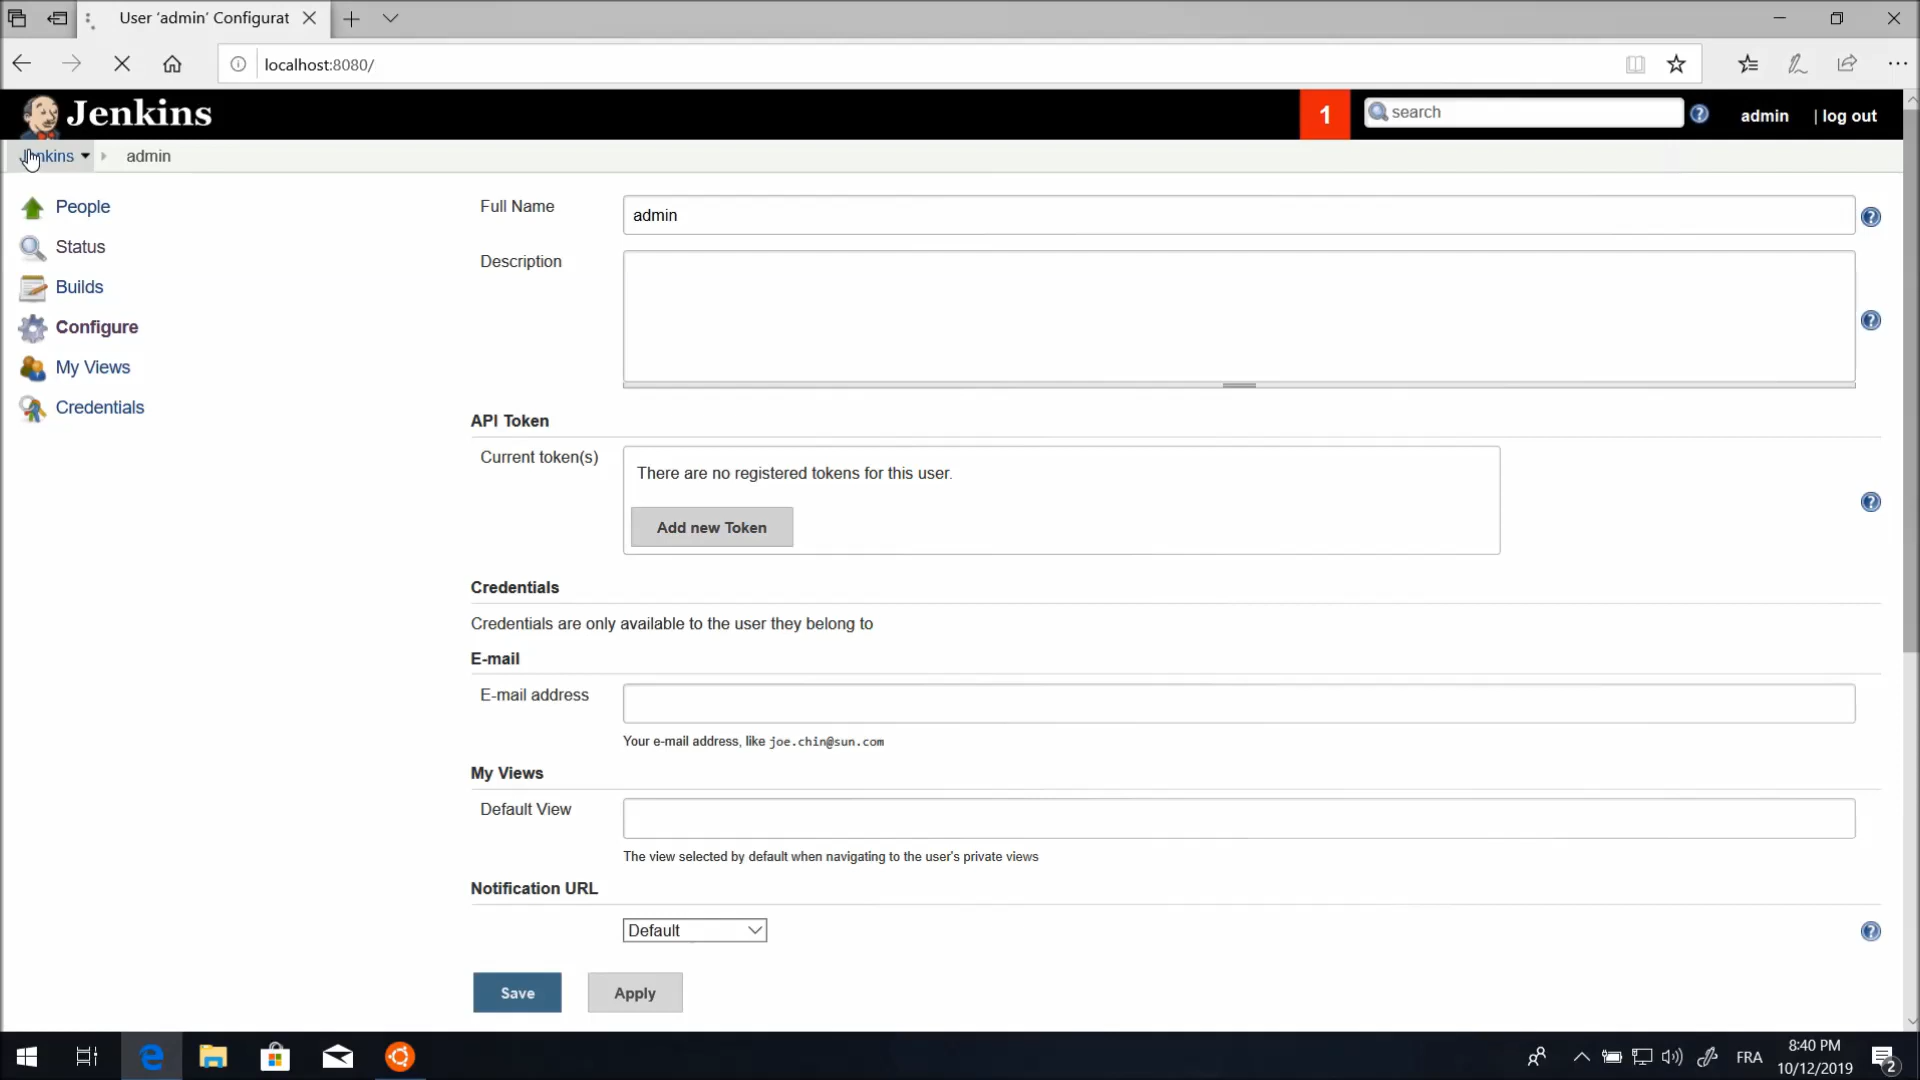 User ‘admin’ Configurat
localhost:8080/
Jenkins
1
search
admin
| log out
Jenkins
admin
People
Status
Builds
Configure
My Views
Credentials
Full Name
admin
Description
API Token
Current token(s)
There are no registered tokens for this user.
Add new Token
Credentials
Credentials are only available to the user they belong to
E-mail
E-mail address
Your e-mail address, like joe.chin@sun.com
My Views
Default View
The view selected by default when navigating to the user's private views
Notification URL
Default
Save
Apply
FRA
8:40 PM
10/12/2019
2